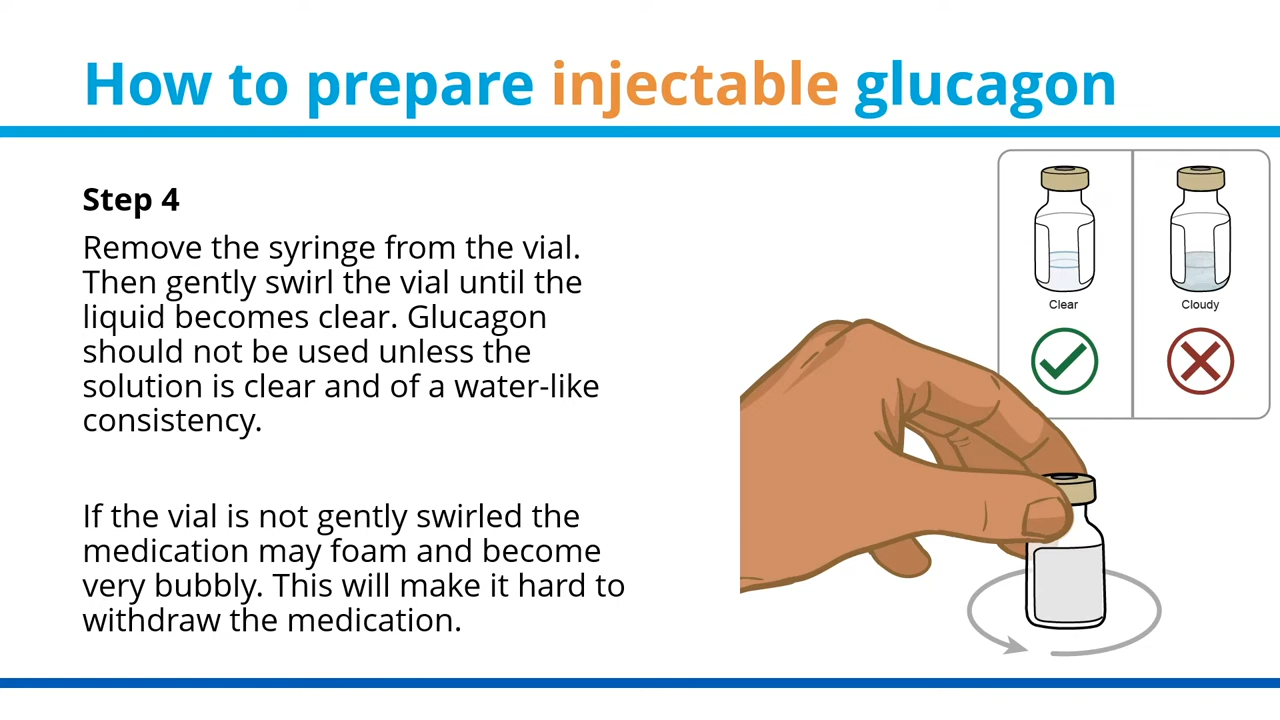 How to prepare injectable glucagon
Step 4
Remove the syringe from the vial.
Then gently swirl the vial until the
liquid becomes clear. Glucagon
should not be used unless the
solution is clear and of a water-like
consistency.
If the vial is not gently swirled the
medication may foam and become
very bubbly. This will make it hard to
withdraw the medication.
Clear
Cloudy